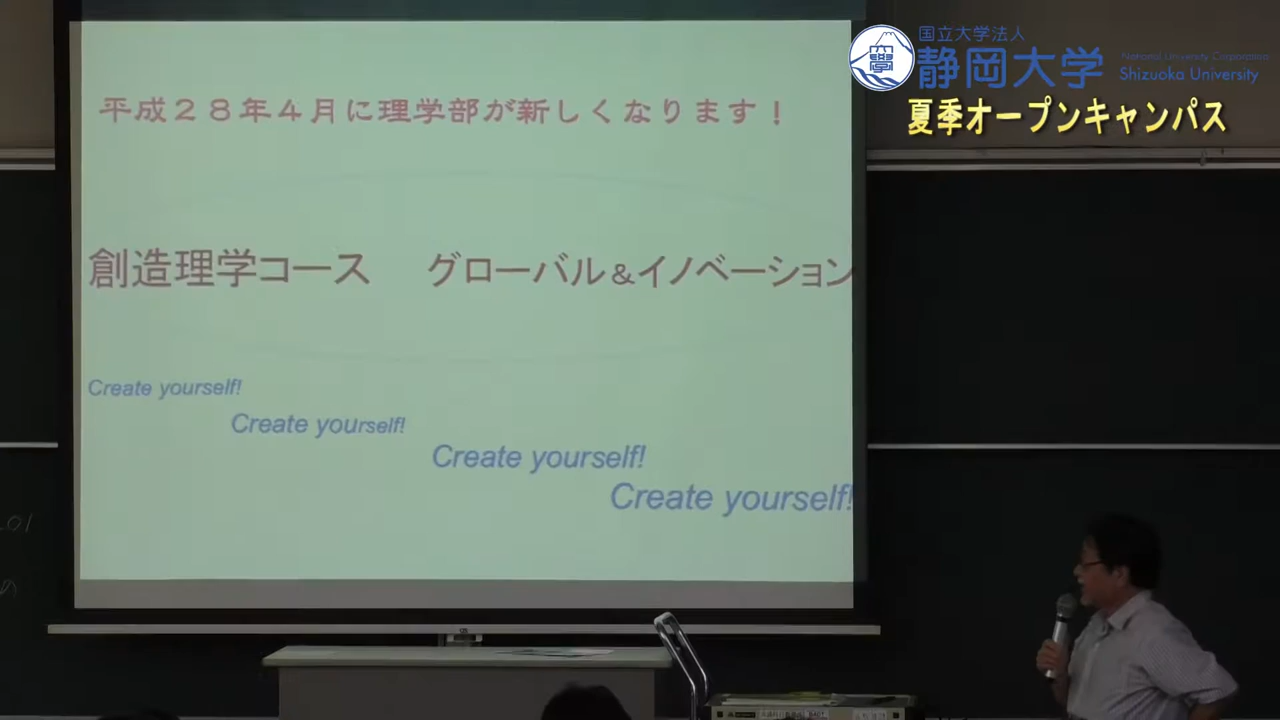 国立大学法人
静岡大学
National University Corporation
Shizuoka University
夏季オープンキャンパス
平成２８年４月に理学部が新しくなります！
創造理学コース グローバル＆イノベーション
Create yourself!
Create yourself!
Create yourself!
Create yourself!